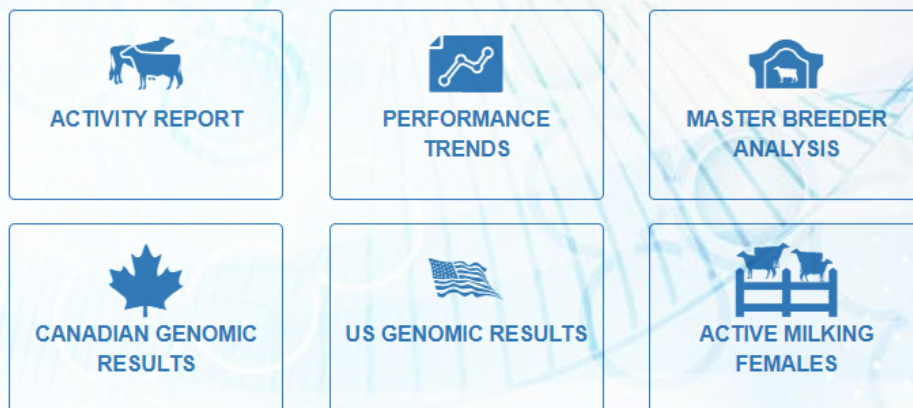 ACTIVITY REPORT
PERFORMANCE
TRENDS
MASTER BREEDER
ANALYSIS
CANADIAN GENOMIC
RESULTS
US GENOMIC RESULTS
ACTIVE MILKING
FEMALES